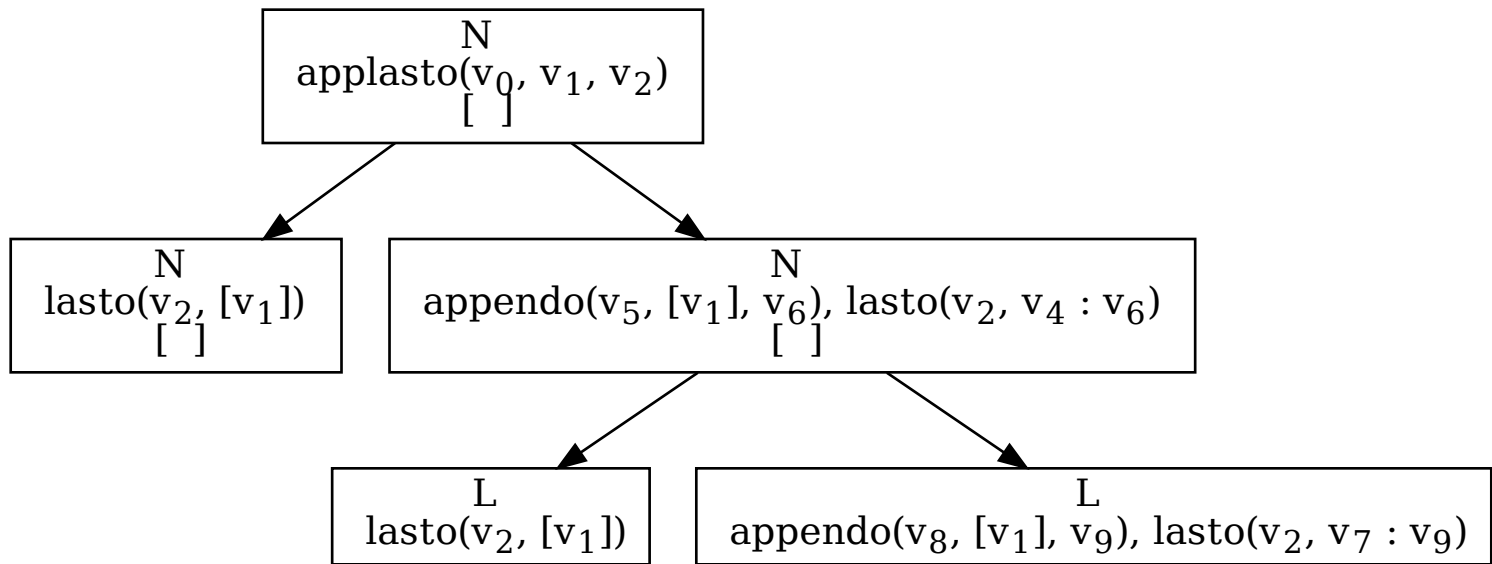 N
applasto(v₀, v₁, v₂)
[ ]
N
lasto(v₂, [v₁])
[ ]
N
appendo(v₅, [v₁], v₆), lasto(v₂, v₄ : v₆)
[ ]
L
lasto(v₂, [v₁])
L
appendo(v₈, [v₁], v₉), lasto(v₂, v₇ : v₉)